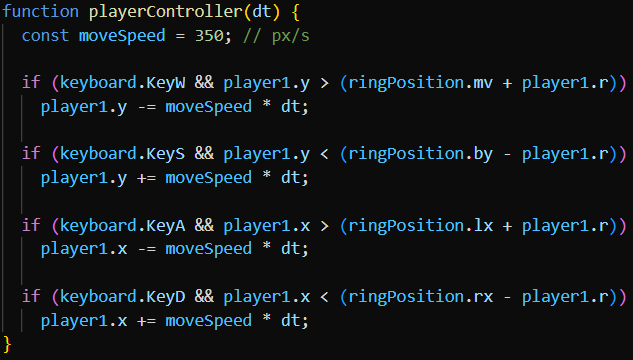 function playerController(dt) {
const moveSpeed = 350; // px/s
if (keyboard.KeyW && player1.y > (ringPosition.mv + player1.r))
player1.y -= moveSpeed * dt;
if (keyboard.KeyS && player1.y < (ringPosition.by - player1.r))
player1.y += moveSpeed * dt;
if (keyboard.KeyA && player1.x > (ringPosition.lx + player1.r))
player1.x -= moveSpeed * dt;
if (keyboard.KeyD && player1.x < (ringPosition.rx - player1.r))
player1.x += moveSpeed * dt;
}